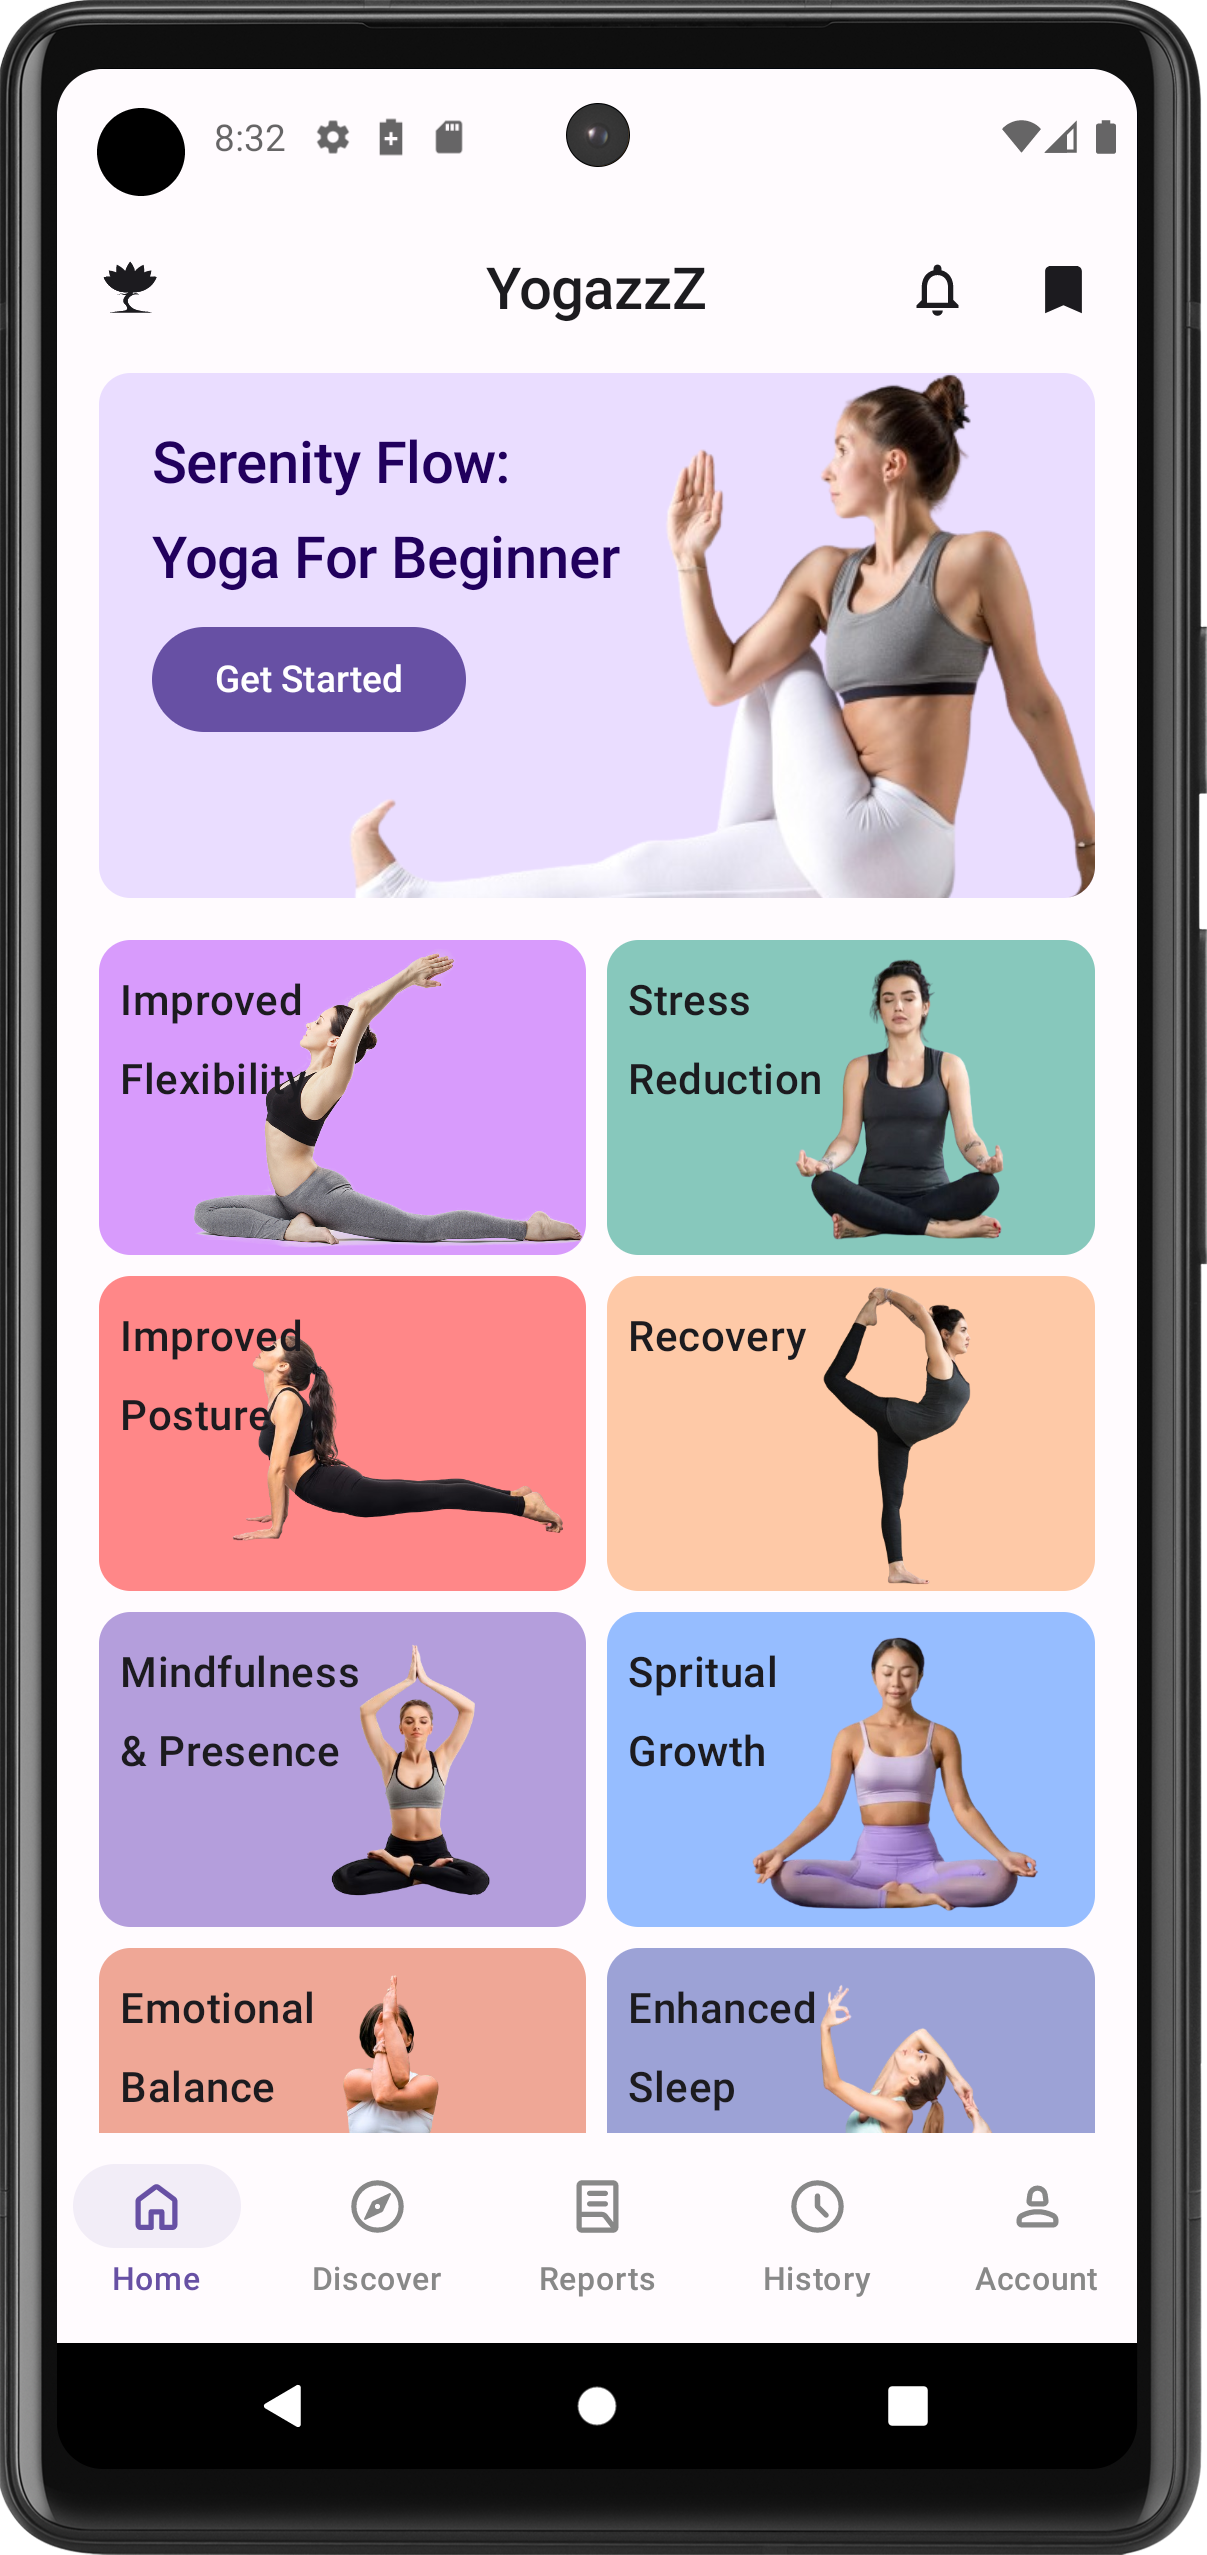 8:32
YogazzZ
Serenity Flow:
Yoga For Beginner
Get Started
Improved
Flexibility
Stress
Reduction
Improved
Posture
Recovery
Mindfulness
& Presence
Spritual
Growth
Emotional
Balance
Enhanced
Sleep
Home
Discover
Reports
History
Account